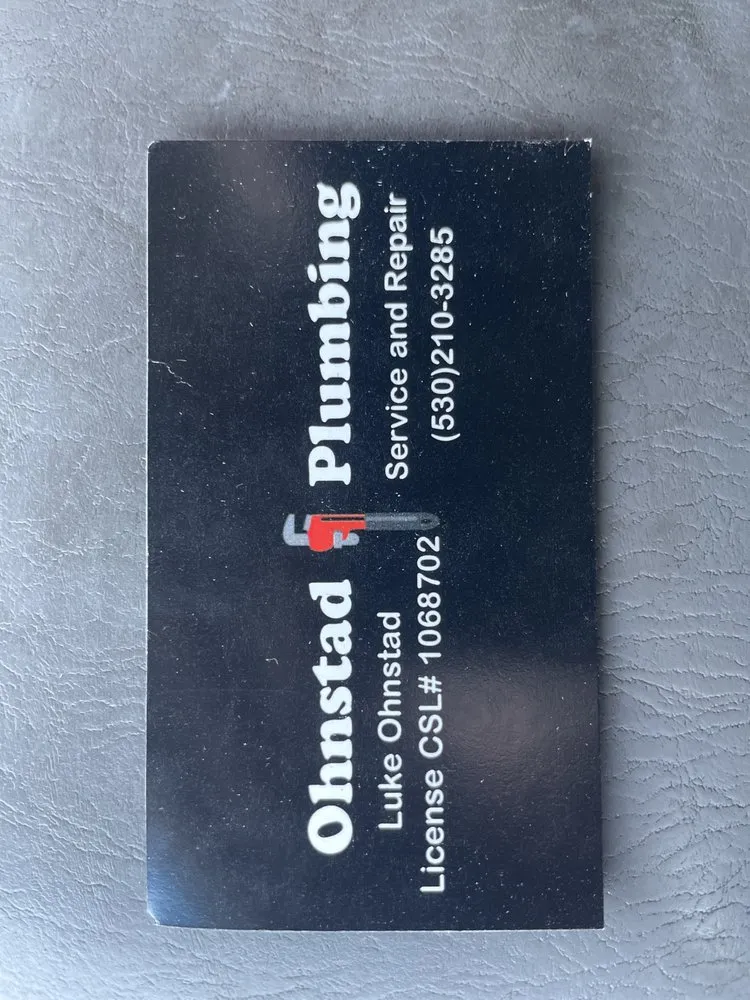 Ohnstad Plumbing
Luke Ohnstad
License CSL# 1068702
Service and Repair
(530)210-3285